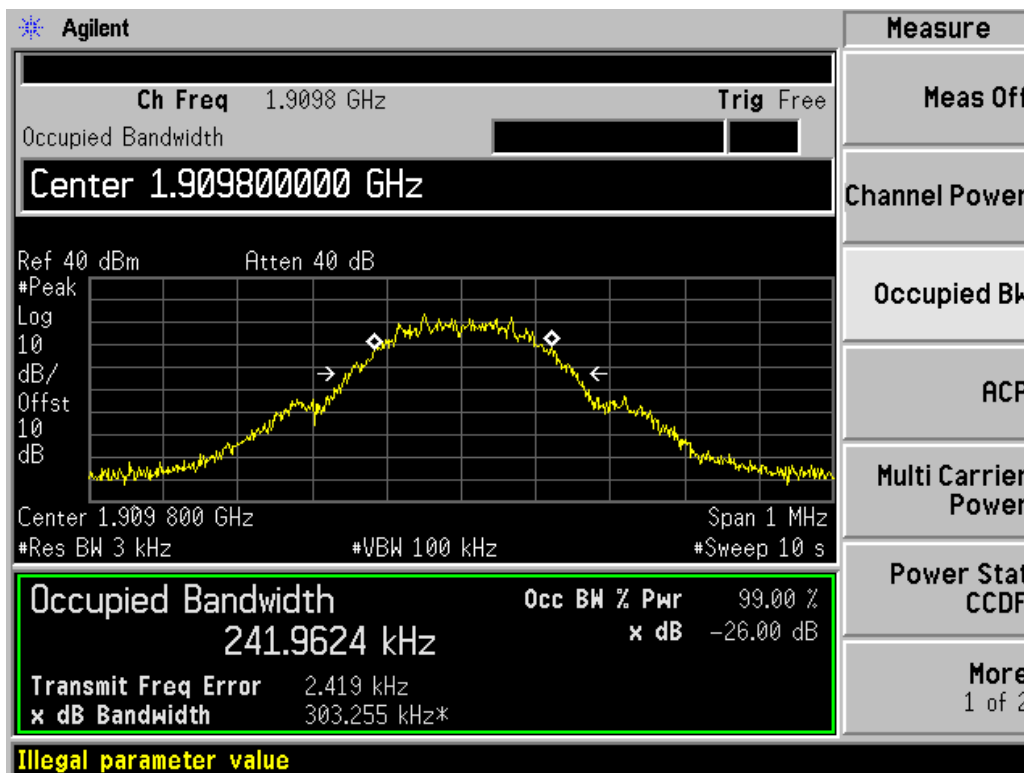 Agilent
Measure
Ch Freq 1.9098 GHz Trig Free
Occupied Bandwidth
Center 1.909800000 GHz
Ref 40 dBm Atten 40 dB
#Peak
Log
10
dB/
Offst
10
dB
Center 1.909 800 GHz Span 1 MHz
#Res BW 3 kHz #VBW 100 kHz #Sweep 10 s
Occupied Bandwidth
241.9624 kHz
Occ BW % Pwr 99.00 %
x dB -26.00 dB
Transmit Freq Error 2.419 kHz
x dB Bandwidth 303.255 kHz*
Illegal parameter value
Meas Off
Channel Power
Occupied BW
ACP
Multi Carrier
Power
Power Stat
CCDF
More
1 of 2